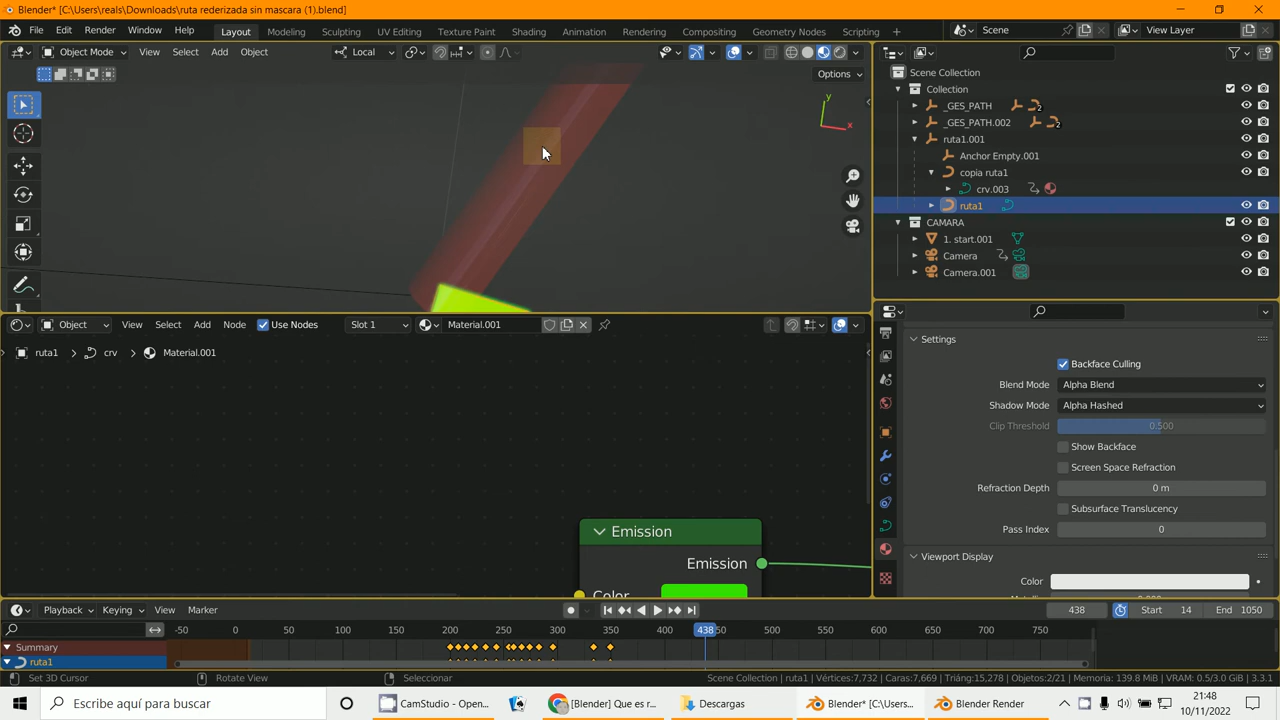 Blender* [C:\Users\reals\Downloads\ruta rederizada sin mascara (1).blend]
File Edit Render Window Help Layout Modeling Sculpting UV Editing Texture Paint Shading Animation Rendering Compositing Geometry Nodes Scripting + Scene View Layer
Object Mode View Select Add Object Local
Options
y
x
Scene Collection
Collection
_GES_PATH 2
_GES_PATH.002 2
ruta1.001
Anchor Empty.001
copia ruta1
crv.003
ruta1
CAMARA
1. start.001
Camera
Camera.001
Object View Select Add Node Use Nodes Slot 1 Material.001
ruta1 > crv > Material.001
Emission
Emission
Color
Settings
Backface Culling
Blend Mode Alpha Blend
Shadow Mode Alpha Hashed
Clip Threshold 0.500
Show Backface
Screen Space Refraction
Refraction Depth 0 m
Subsurface Translucency
Pass Index 0
Viewport Display
Color
Playback Keying View Marker 438 Start 14 End 1050
-50 0 50 100 150 200 250 300 350 400 438 500 550 600 650 700 750
Summary
ruta1
Set 3D Cursor Rotate View Seleccionar Scene Collection | ruta1 | Vértices:7,732 | Caras:7,669 | Triáng:15,278 | Objetos:2/21 | Memoria: 139.8 MiB | VRAM: 0.5/3.0 GiB | 3.3.1
Escribe aquí para buscar CamStudio - Open... [Blender] Que es r... Descargas Blender* [C:\Users... Blender Render 21:48
10/11/2022